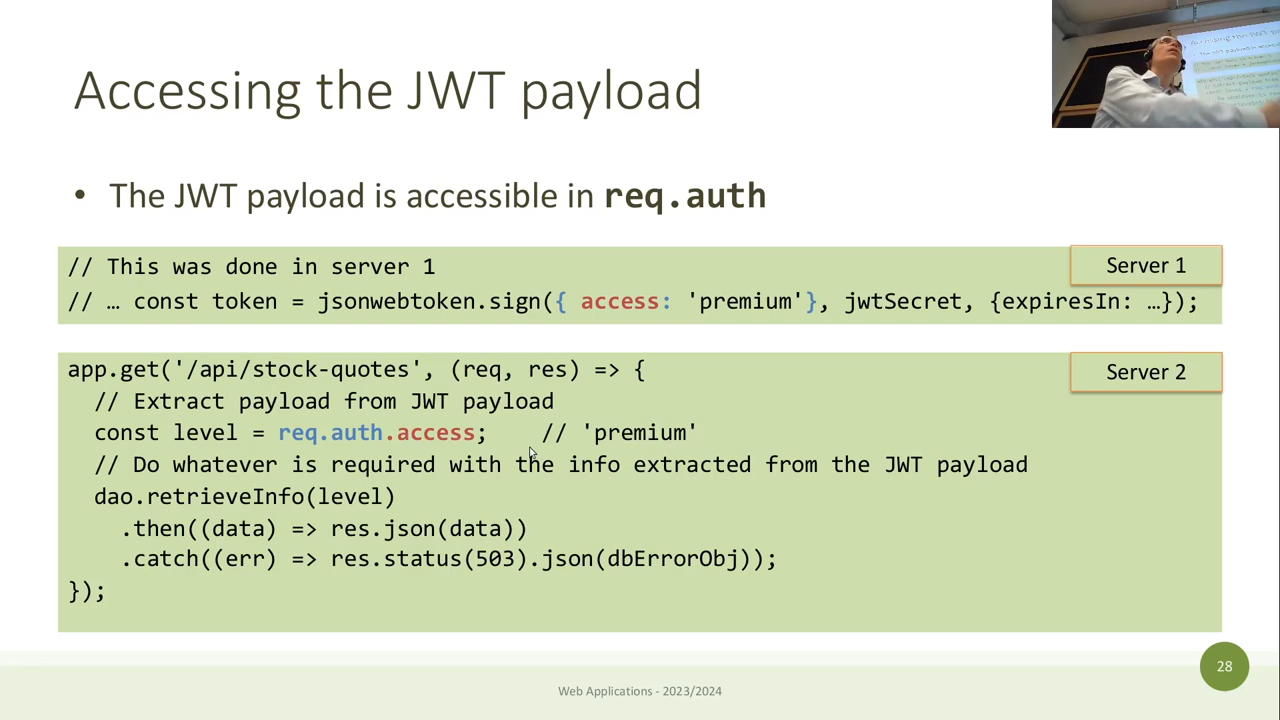 Accessing the JWT payload
• The JWT payload is accessible in req.auth
// This was done in server 1
Server 1
// … const token = jsonwebtoken.sign({ access: 'premium'}, jwtSecret, {expiresIn: …});
app.get('/api/stock-quotes', (req, res) => {
Server 2
// Extract payload from JWT payload
const level = req.auth.access; // 'premium'
// Do whatever is required with the info extracted from the JWT payload
dao.retrieveInfo(level)
.then((data) => res.json(data))
.catch((err) => res.status(503).json(dbErrorObj));
});
28
Web Applications - 2023/2024